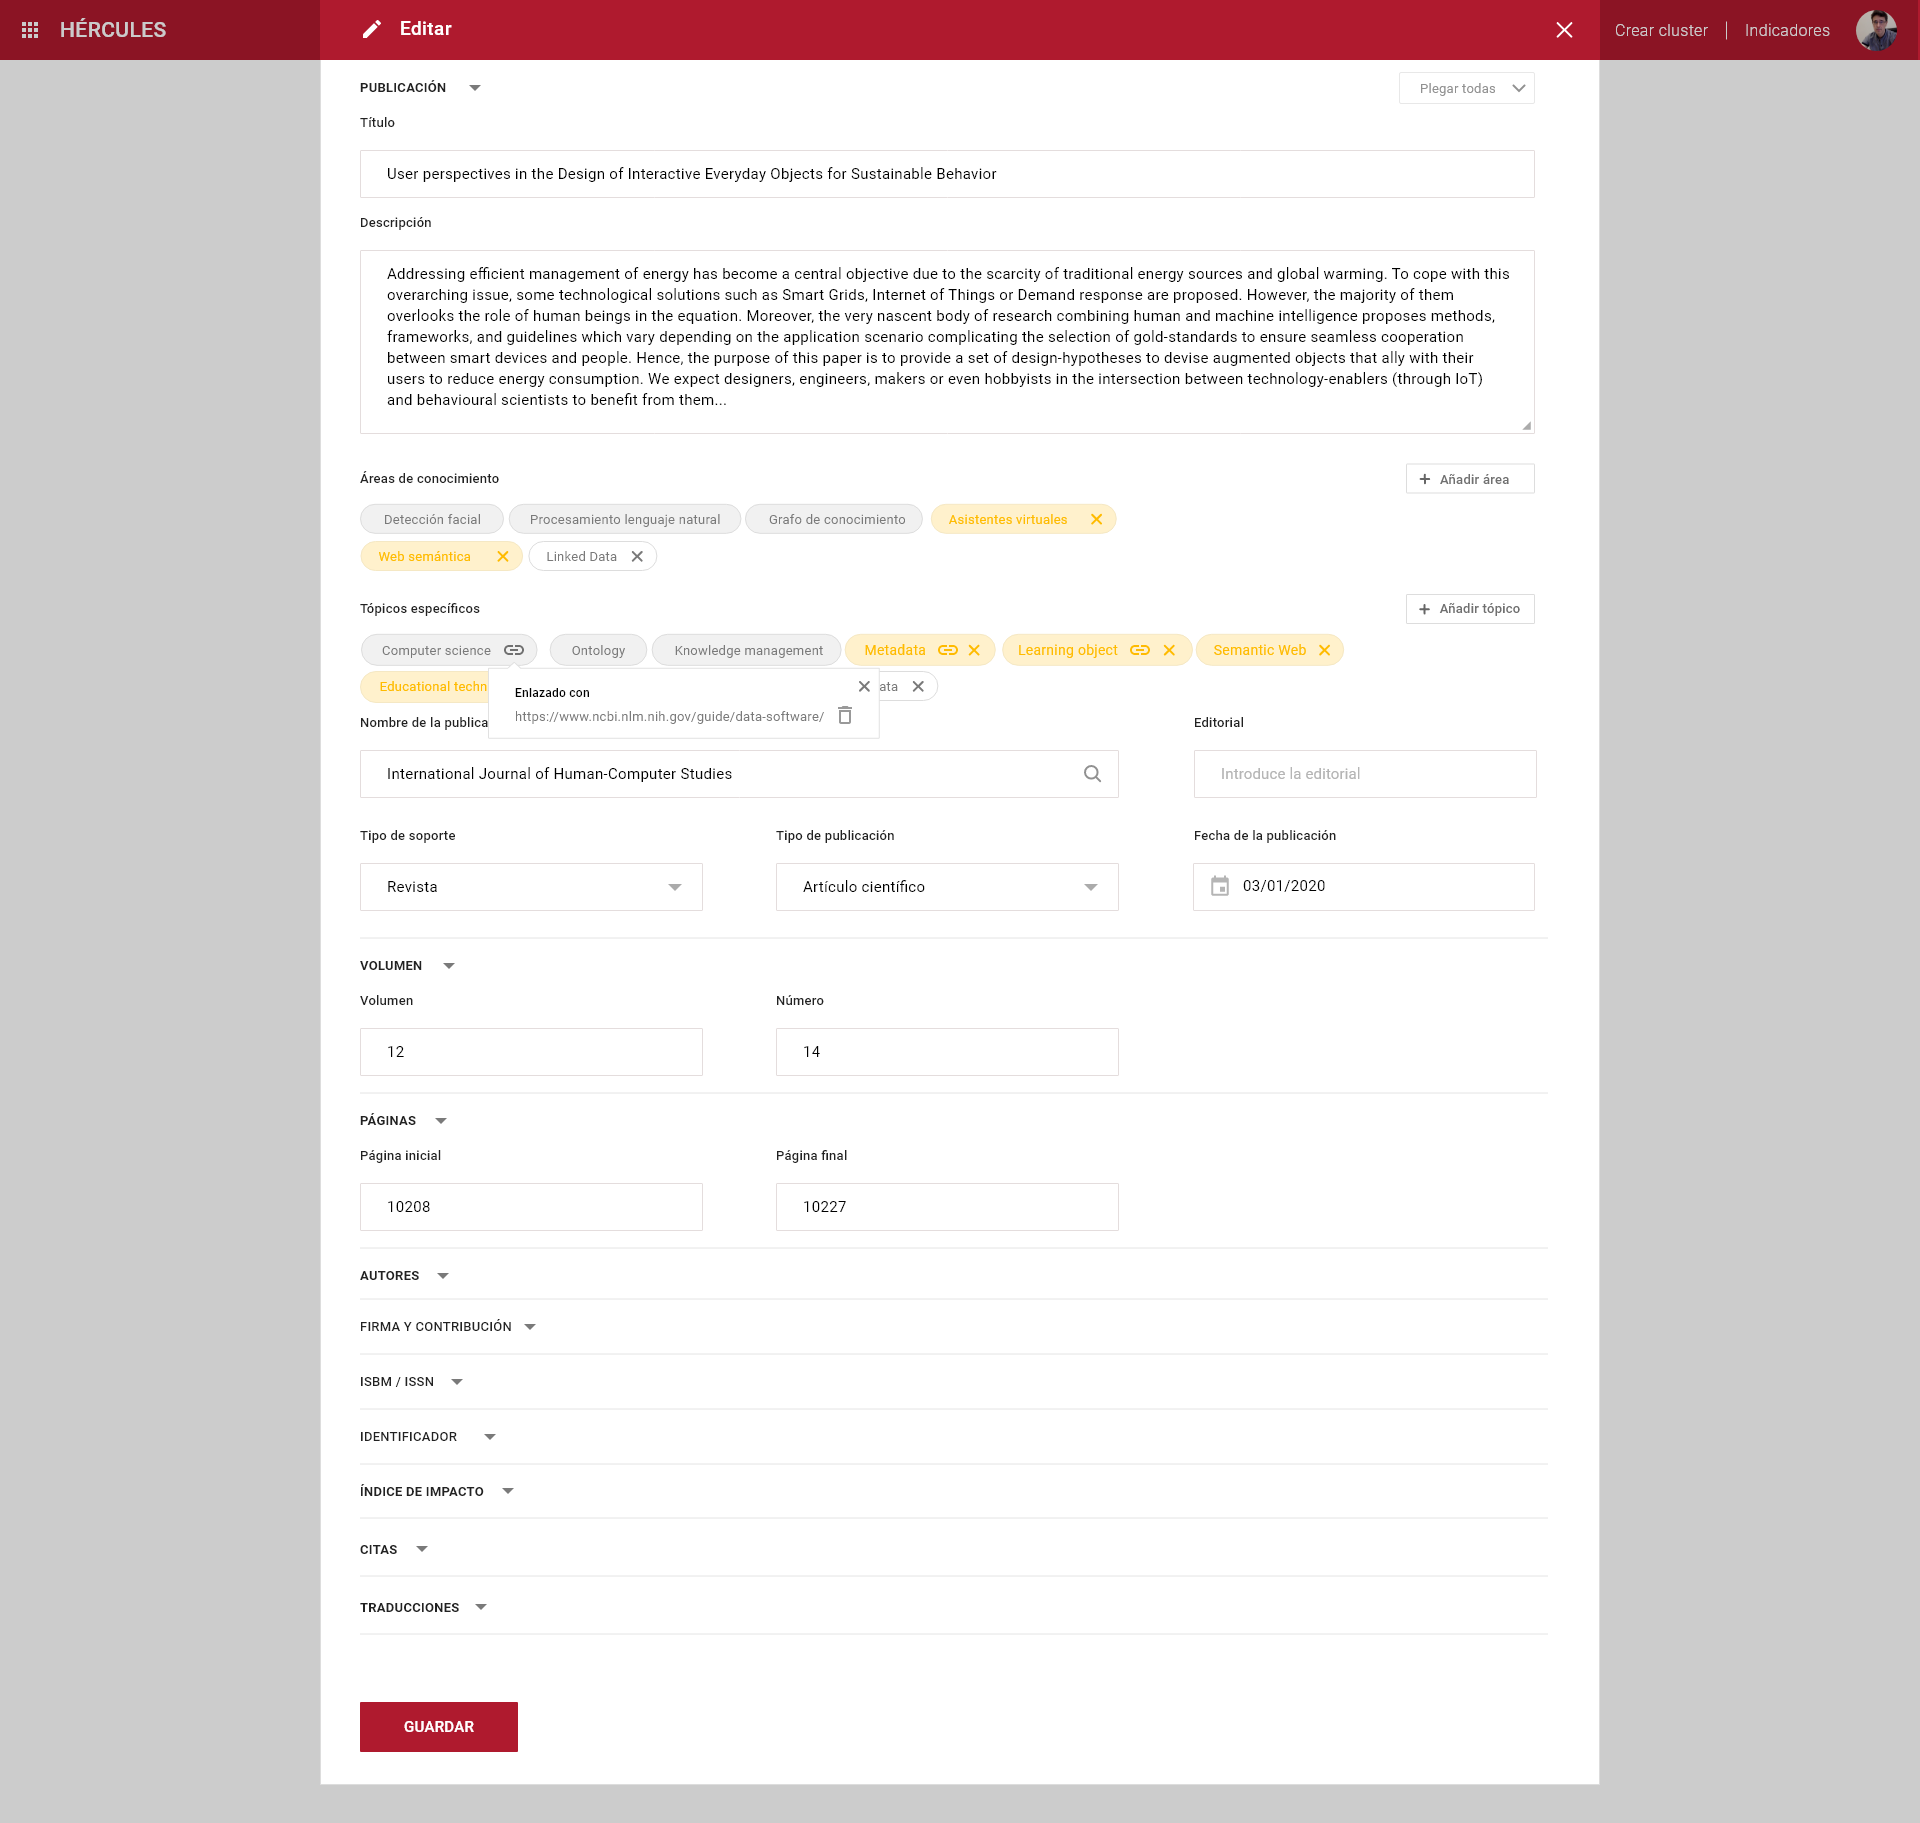 HÉRCULES
Editar
Crear cluster
Indicadores
PUBLICACIÓN
Plegar todas
Título
User perspectives in the Design of Interactive Everyday Objects for Sustainable Behavior
Descripción
Addressing efficient management of energy has become a central objective due to the scarcity of traditional energy sources and global warming. To cope with this
overarching issue, some technological solutions such as Smart Grids, Internet of Things or Demand response are proposed. However, the majority of them
overlooks the role of human beings in the equation. Moreover, the very nascent body of research combining human and machine intelligence proposes methods,
frameworks, and guidelines which vary depending on the application scenario complicating the selection of gold-standards to ensure seamless cooperation
between smart devices and people. Hence, the purpose of this paper is to provide a set of design-hypotheses to devise augmented objects that ally with their
users to reduce energy consumption. We expect designers, engineers, makers or even hobbyists in the intersection between technology-enablers (through IoT)
and behavioural scientists to benefit from them...
Áreas de conocimiento
Añadir área
Detección facial Procesamiento lenguaje natural Grafo de conocimiento Asistentes virtuales
Web semántica Linked Data
Tópicos específicos
Añadir tópico
Computer science Ontology Knowledge management Metadata Learning object Semantic Web
Educational techn ata
Enlazado con
https://www.ncbi.nlm.nih.gov/guide/data-software/
Nombre de la publica
Editorial
International Journal of Human-Computer Studies
Introduce la editorial
Tipo de soporte
Tipo de publicación
Fecha de la publicación
Revista
Artículo científico
03/01/2020
VOLUMEN
Volumen
Número
12
14
PÁGINAS
Página inicial
Página final
10208
10227
AUTORES
FIRMA Y CONTRIBUCIÓN
ISBM / ISSN
IDENTIFICADOR
ÍNDICE DE IMPACTO
CITAS
TRADUCCIONES
GUARDAR